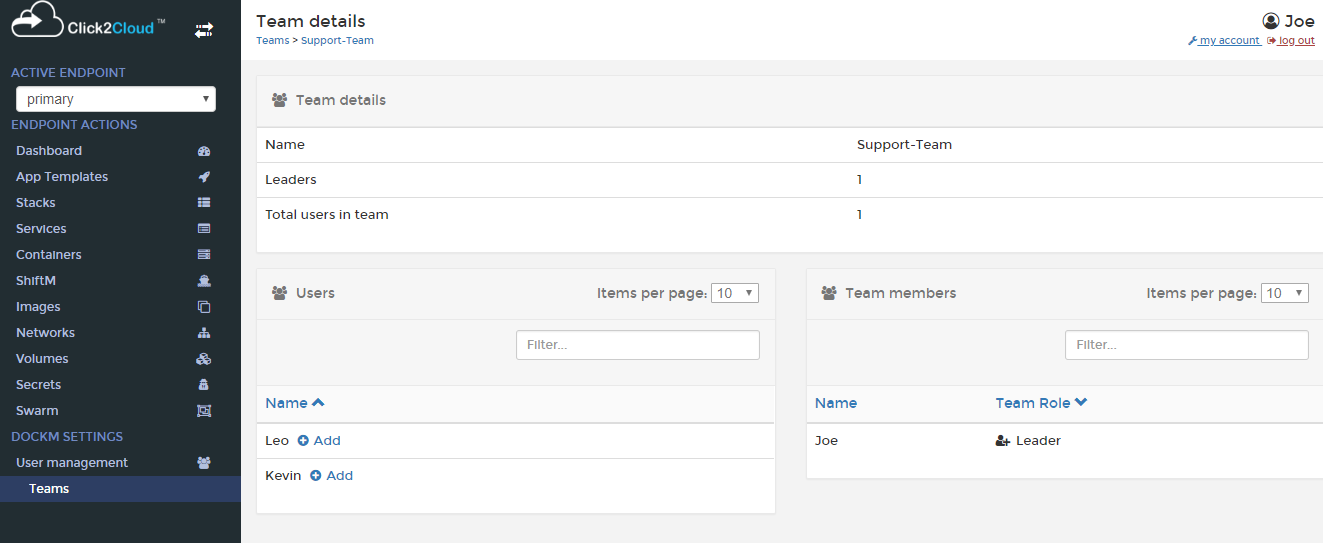 Click2Cloud ™
ACTIVE ENDPOINT
primary
ENDPOINT ACTIONS
Dashboard
App Templates
Stacks
Services
Containers
ShiftM
Images
Networks
Volumes
Secrets
Swarm
DOCKM SETTINGS
User management
Teams
Team details
Teams > Support-Team
Joe
my account log out
Team details
Name Support-Team
Leaders 1
Total users in team 1
Users Items per page: 10
Filter...
Name
Leo Add
Kevin Add
Team members Items per page: 10
Filter...
Name Team Role
Joe Leader